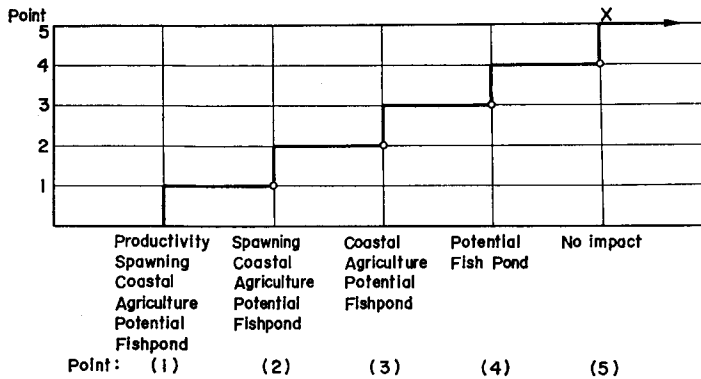 Point
5
4
3
2
1
X
Productivity
Spawning
Coastal
Agriculture
Potential
Fishpond
Spawning
Coastal
Agriculture
Potential
Fishpond
Coastal
Agriculture
Potential
Fishpond
Potential
Fish Pond
No impact
Point: (1) (2) (3) (4) (5)